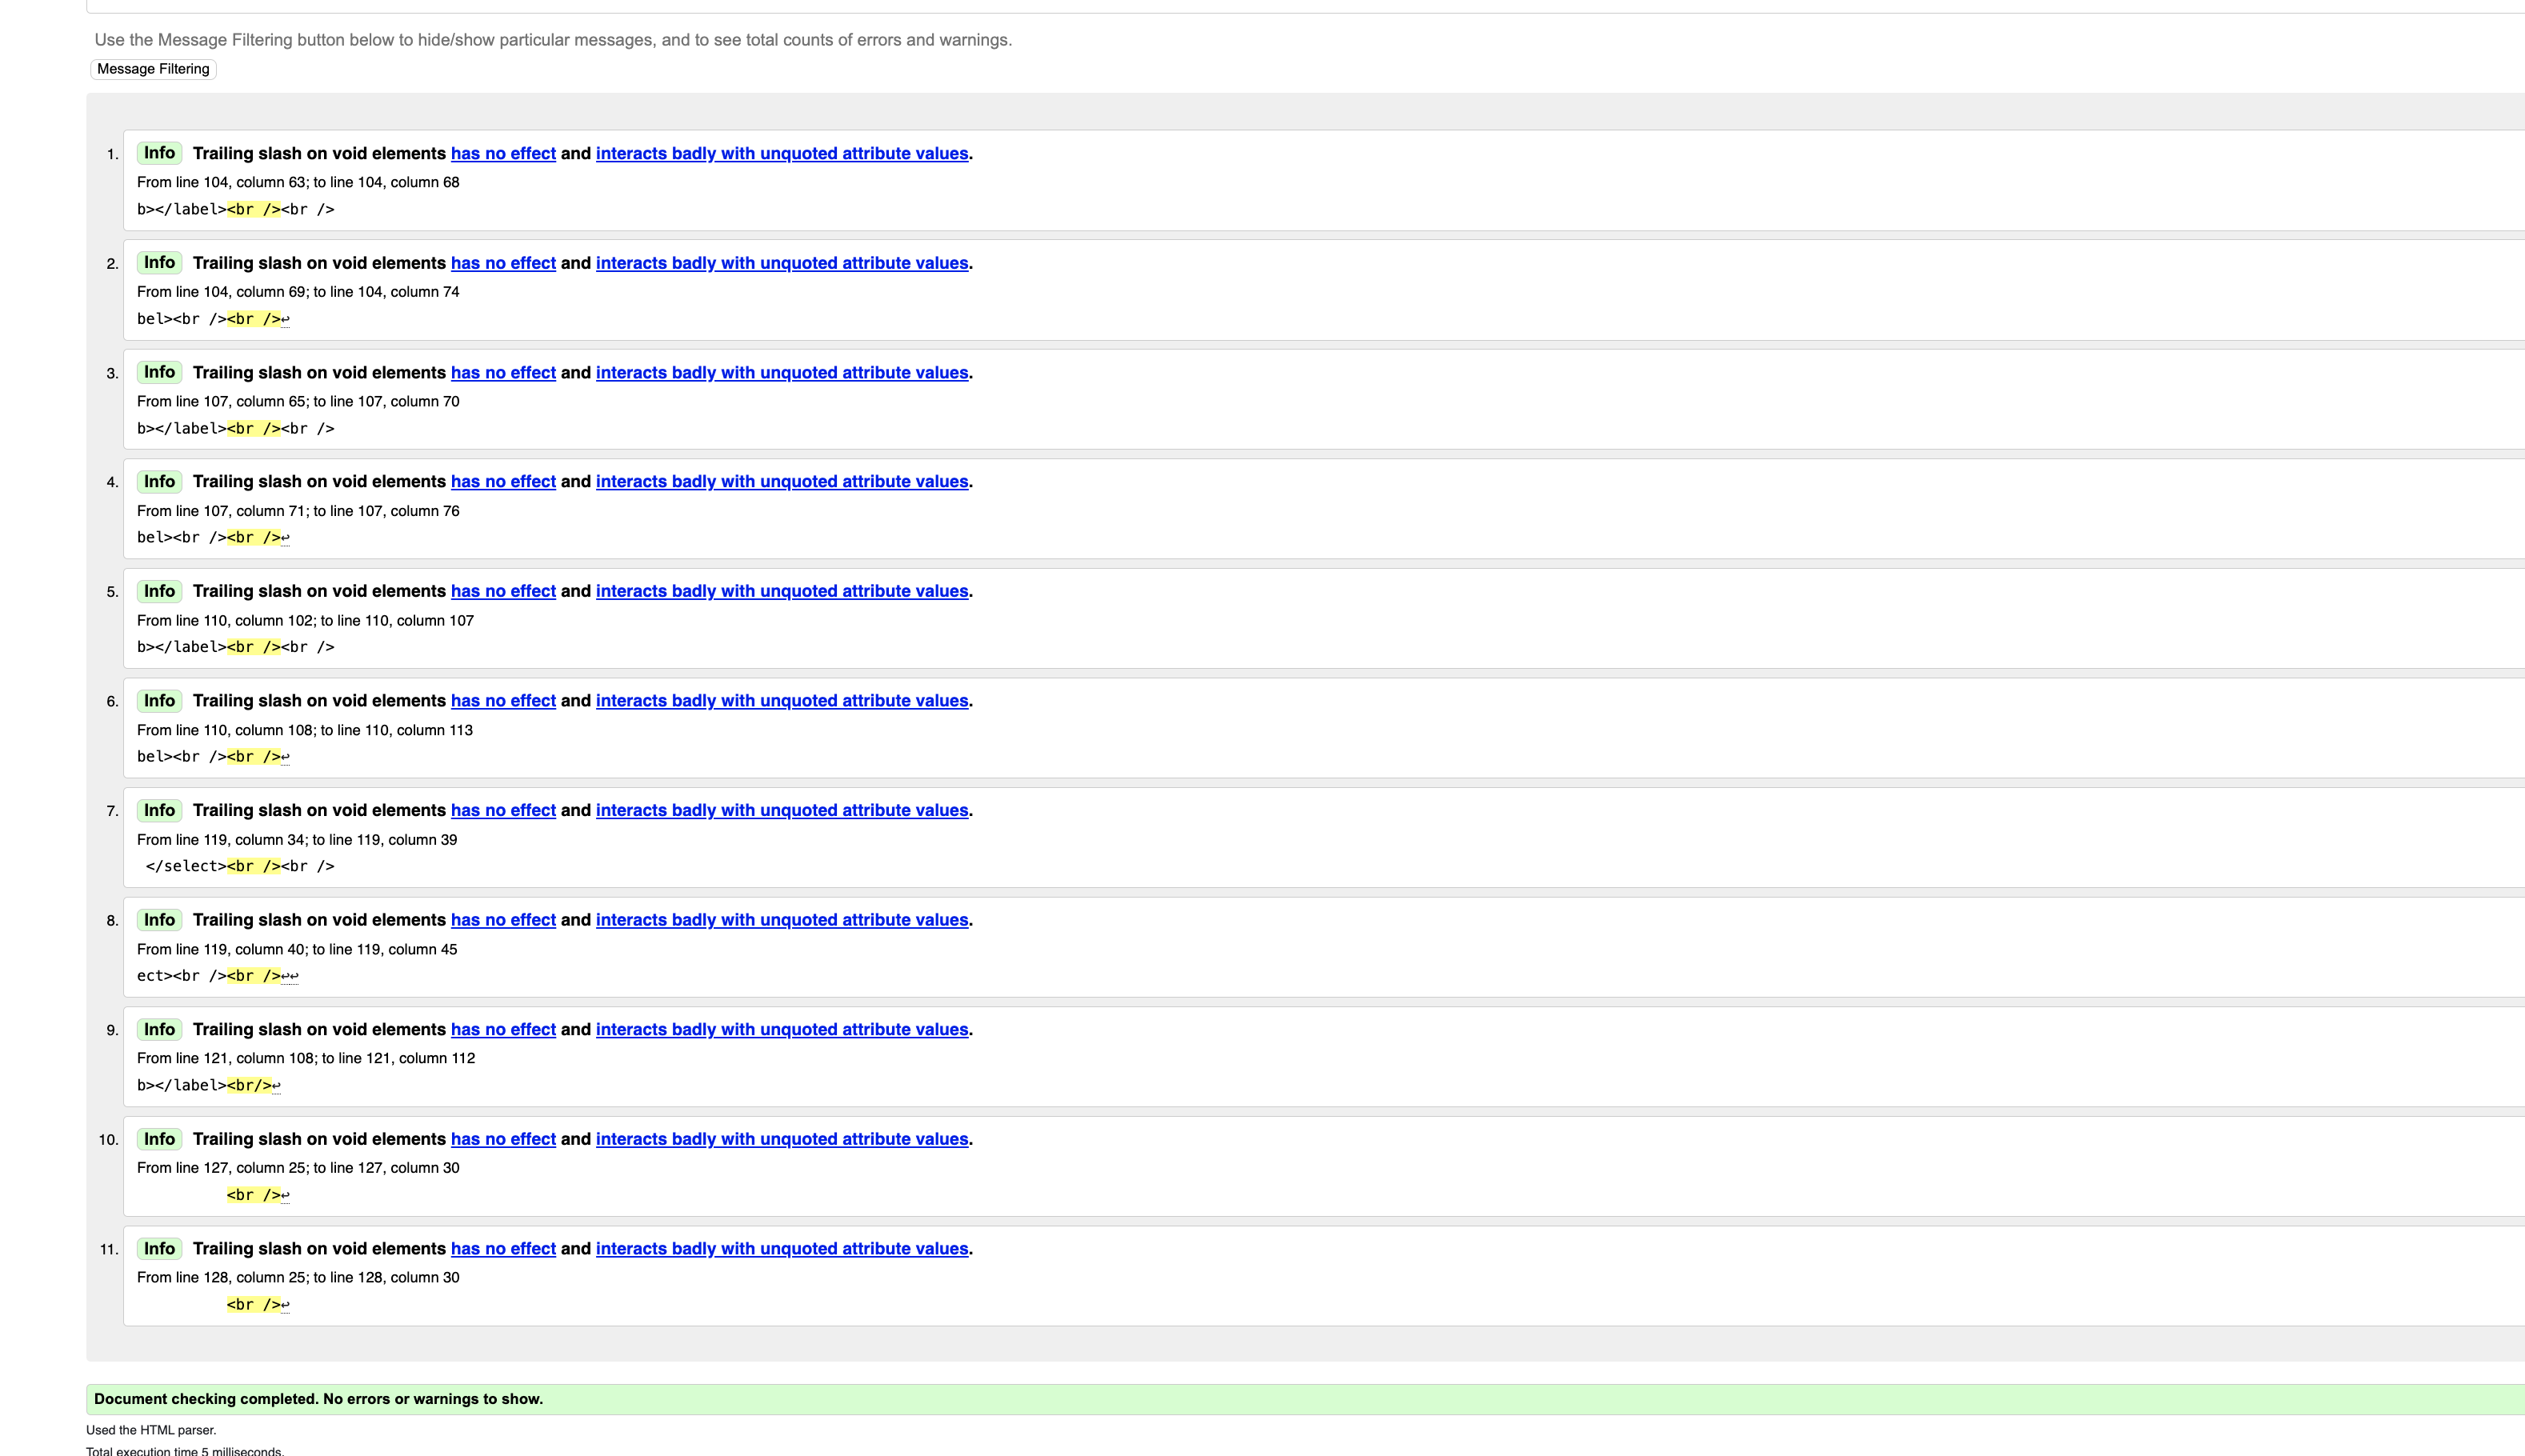 Use the Message Filtering button below to hide/show particular messages, and to see total counts of errors and warnings.
Message Filtering
1. Info Trailing slash on void elements has no effect and interacts badly with unquoted attribute values.
From line 104, column 63; to line 104, column 68
b></label><br /><br />
2. Info Trailing slash on void elements has no effect and interacts badly with unquoted attribute values.
From line 104, column 69; to line 104, column 74
bel><br /><br />↩
3. Info Trailing slash on void elements has no effect and interacts badly with unquoted attribute values.
From line 107, column 65; to line 107, column 70
b></label><br /><br />
4. Info Trailing slash on void elements has no effect and interacts badly with unquoted attribute values.
From line 107, column 71; to line 107, column 76
bel><br /><br />↩
5. Info Trailing slash on void elements has no effect and interacts badly with unquoted attribute values.
From line 110, column 102; to line 110, column 107
b></label><br /><br />
6. Info Trailing slash on void elements has no effect and interacts badly with unquoted attribute values.
From line 110, column 108; to line 110, column 113
bel><br /><br />↩
7. Info Trailing slash on void elements has no effect and interacts badly with unquoted attribute values.
From line 119, column 34; to line 119, column 39
</select><br /><br />
8. Info Trailing slash on void elements has no effect and interacts badly with unquoted attribute values.
From line 119, column 40; to line 119, column 45
ect><br /><br />↩↩
9. Info Trailing slash on void elements has no effect and interacts badly with unquoted attribute values.
From line 121, column 108; to line 121, column 112
b></label><br/>↩
10. Info Trailing slash on void elements has no effect and interacts badly with unquoted attribute values.
From line 127, column 25; to line 127, column 30
<br />↩
11. Info Trailing slash on void elements has no effect and interacts badly with unquoted attribute values.
From line 128, column 25; to line 128, column 30
<br />↩
Document checking completed. No errors or warnings to show.
Used the HTML parser.
Total execution time 5 milliseconds.